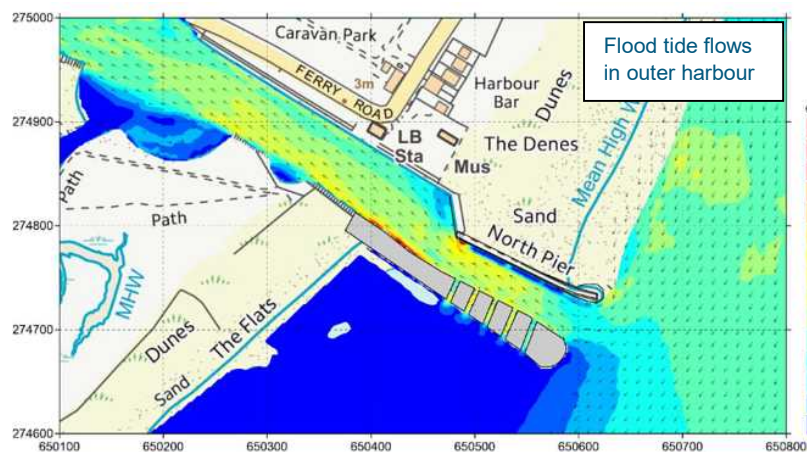 275000
274900
274800
274700
274600
650100
650200
650300
650400
650500
650600
650700
650800
Flood tide flows
in outer harbour
Caravan Park
3m
FERRY ROAD
Harbour
Bar
Dunes
LB
Sta
Mus
The Denes
Mean High W
Sand
North Pier
Path
Path
MHW
Dunes
The Flats
Sand